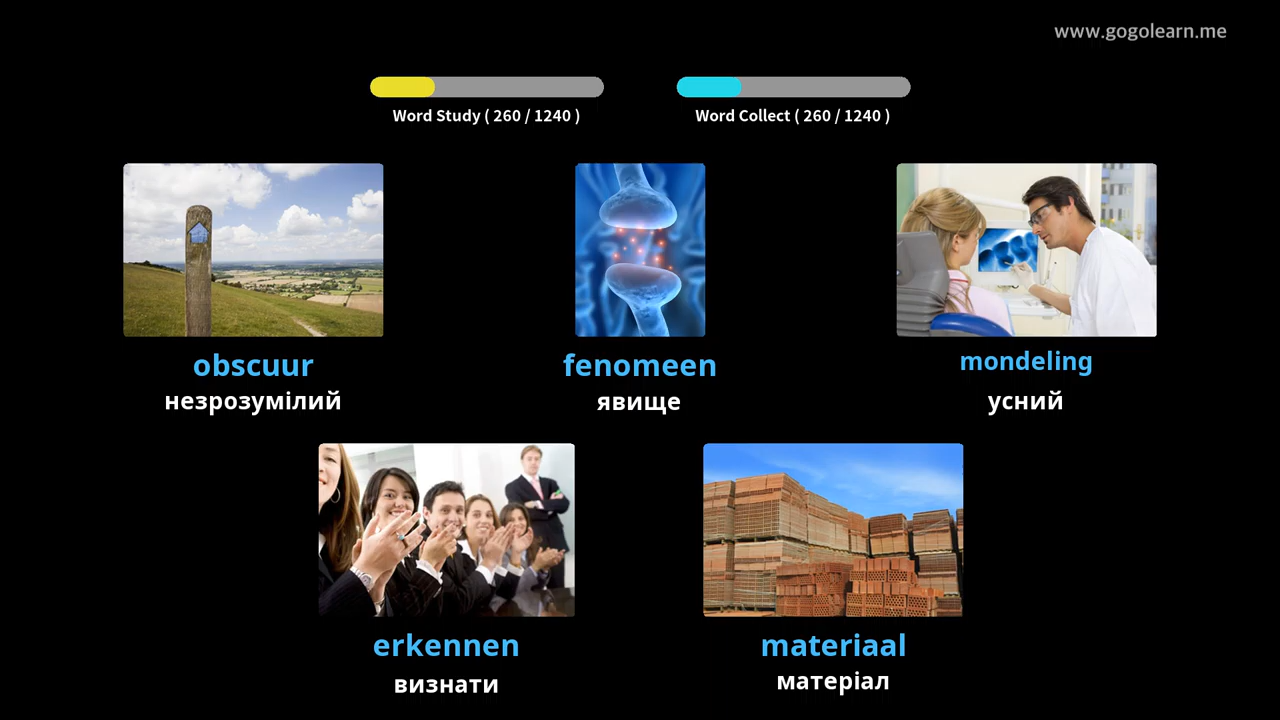 www.gogolearn.me
Word Study ( 260 / 1240 )
Word Collect ( 260 / 1240 )
obscuur
незрозумілий
fenomeen
явище
mondeling
усний
erkennen
визнати
materiaal
матеріал